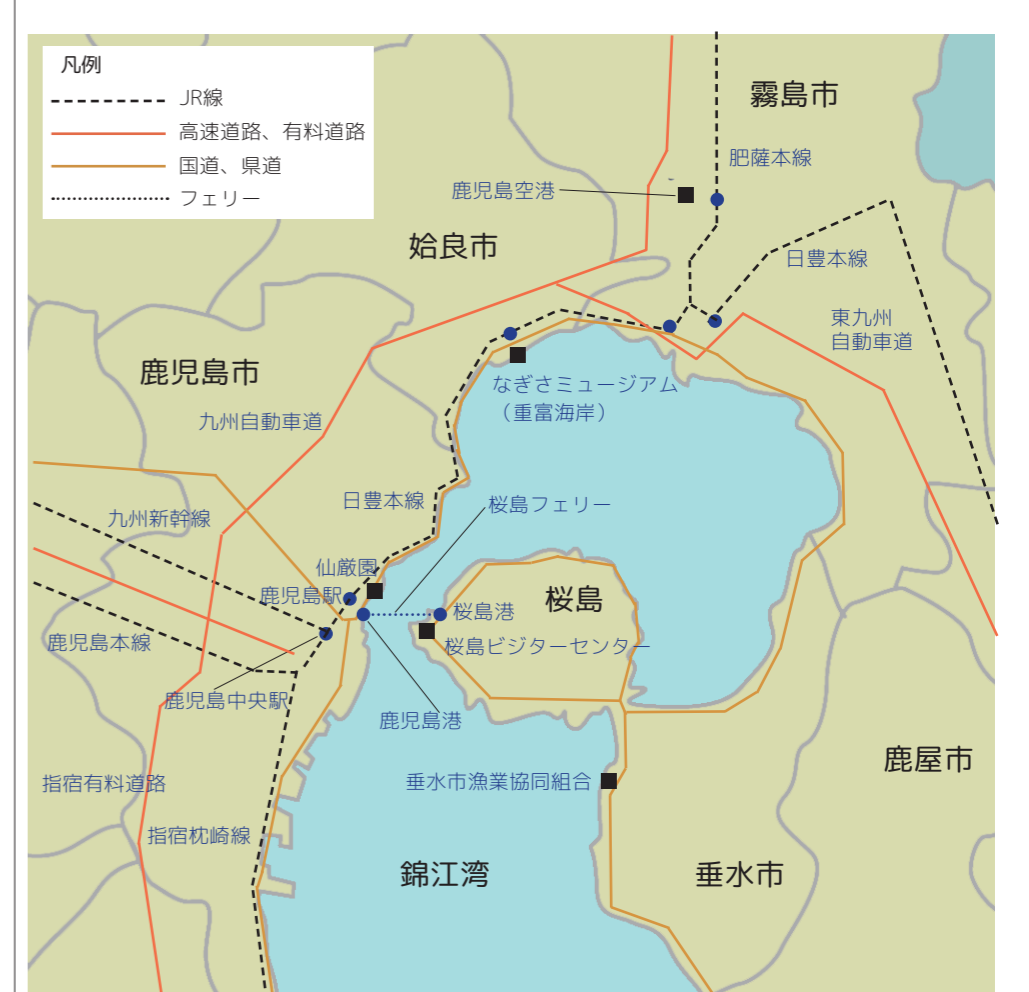 凡例
JR線
高速道路、有料道路
国道、県道
フェリー
霧島市
肥薩本線
鹿児島空港
姶良市
日豊本線
東九州
自動車道
鹿児島市
なぎさミュージアム
（重富海岸）
九州自動車道
日豊本線
桜島フェリー
九州新幹線
仙厳園
鹿児島駅
桜島
桜島港
鹿児島本線
桜島ビジターセンター
鹿児島中央駅
鹿児島港
鹿屋市
指宿有料道路
垂水市漁業協同組合
指宿枕崎線
錦江湾
垂水市